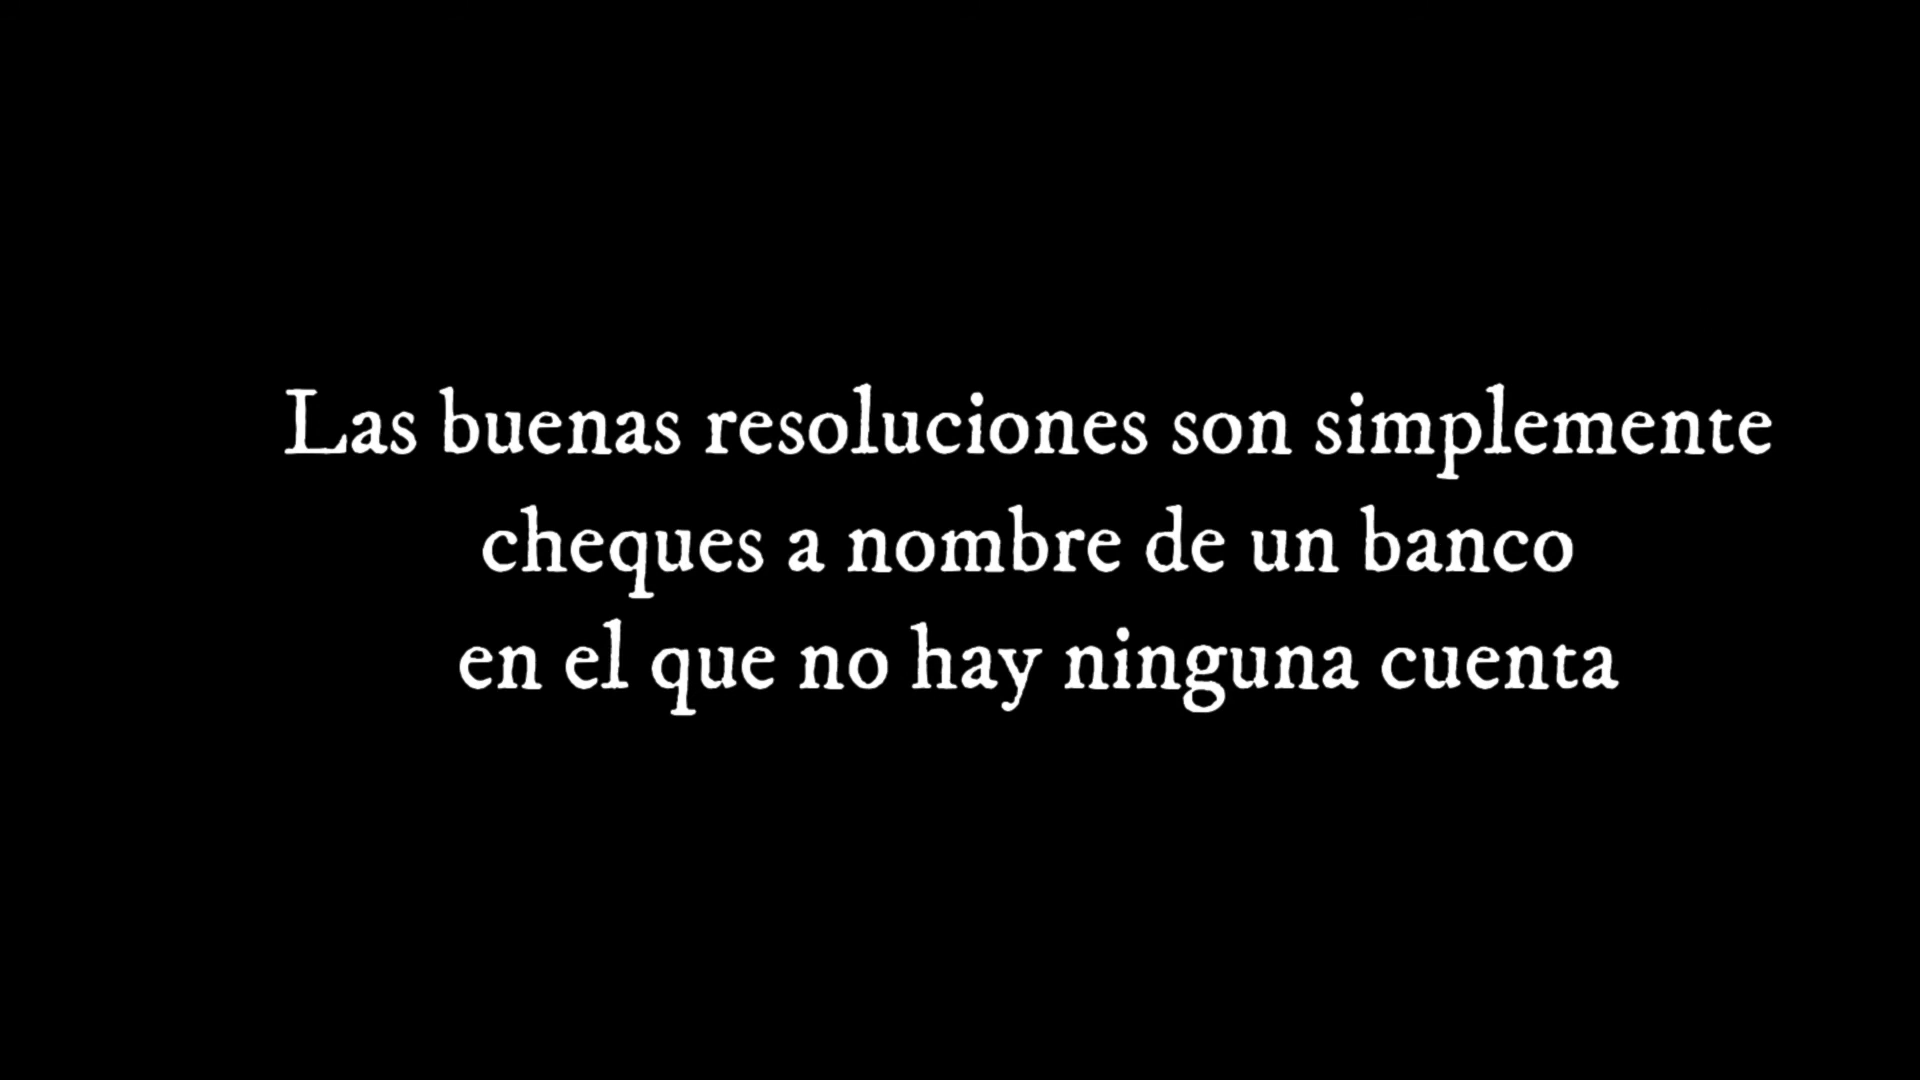 Las buenas resoluciones son simplemente
cheques a nombre de un banco
en el que no hay ninguna cuenta